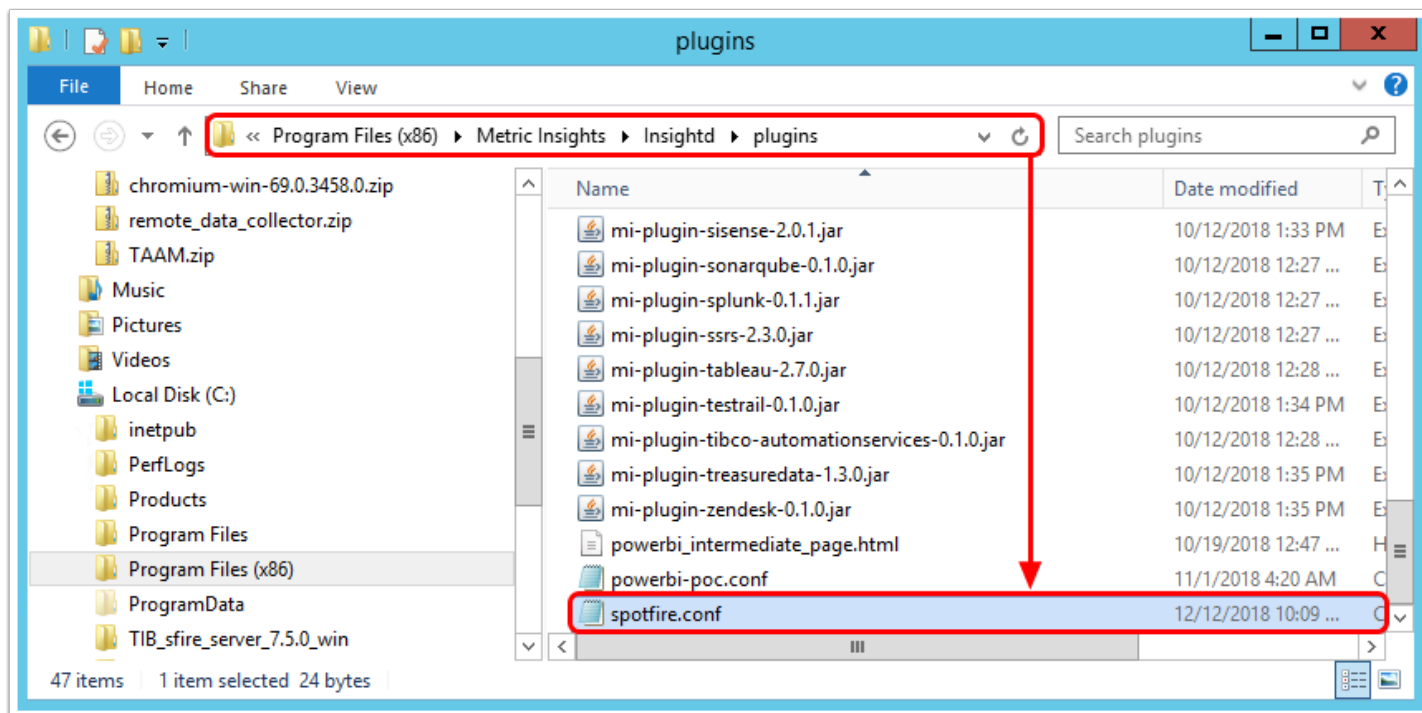 plugins
File Home Share View
« Program Files (x86) Metric Insights Insightd plugins Search plugins
chromium-win-69.0.3458.0.zip
remote_data_collector.zip
TAAM.zip
Music
Pictures
Videos
Local Disk (C:)
inetpub
PerfLogs
Products
Program Files
Program Files (x86)
ProgramData
TIB_sfire_server_7.5.0_win
Name Date modified
mi-plugin-sisense-2.0.1.jar 10/12/2018 1:33 PM
mi-plugin-sonarqube-0.1.0.jar 10/12/2018 12:27 ...
mi-plugin-splunk-0.1.1.jar 10/12/2018 12:27 ...
mi-plugin-ssrs-2.3.0.jar 10/12/2018 12:27 ...
mi-plugin-tableau-2.7.0.jar 10/12/2018 12:28 ...
mi-plugin-testrail-0.1.0.jar 10/12/2018 1:34 PM
mi-plugin-tibco-automationservices-0.1.0.jar 10/12/2018 12:28 ...
mi-plugin-treasuredata-1.3.0.jar 10/12/2018 1:35 PM
mi-plugin-zendesk-0.1.0.jar 10/12/2018 1:35 PM
powerbi_intermediate_page.html 10/19/2018 12:47 ...
powerbi-poc.conf 11/1/2018 4:20 AM
spotfire.conf 12/12/2018 10:09 ...
47 items 1 item selected 24 bytes